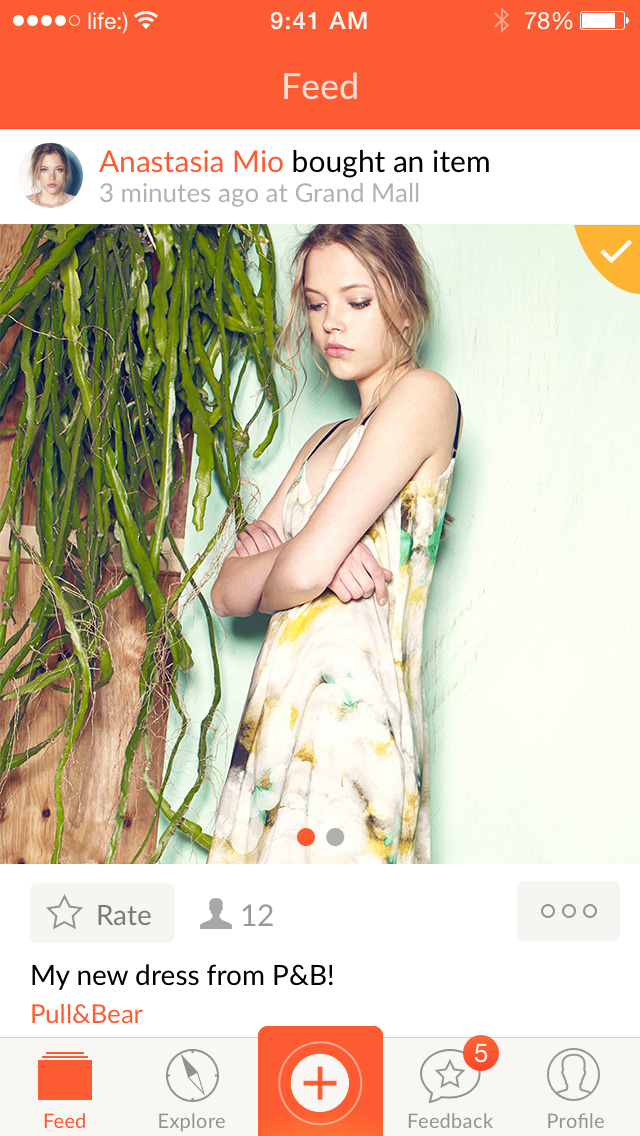 life:) 9:41 AM 78%
Feed
Anastasia Mio bought an item
3 minutes ago at Grand Mall
Rate 12
My new dress from P&B!
Pull&Bear
5
Feed Explore Feedback Profile